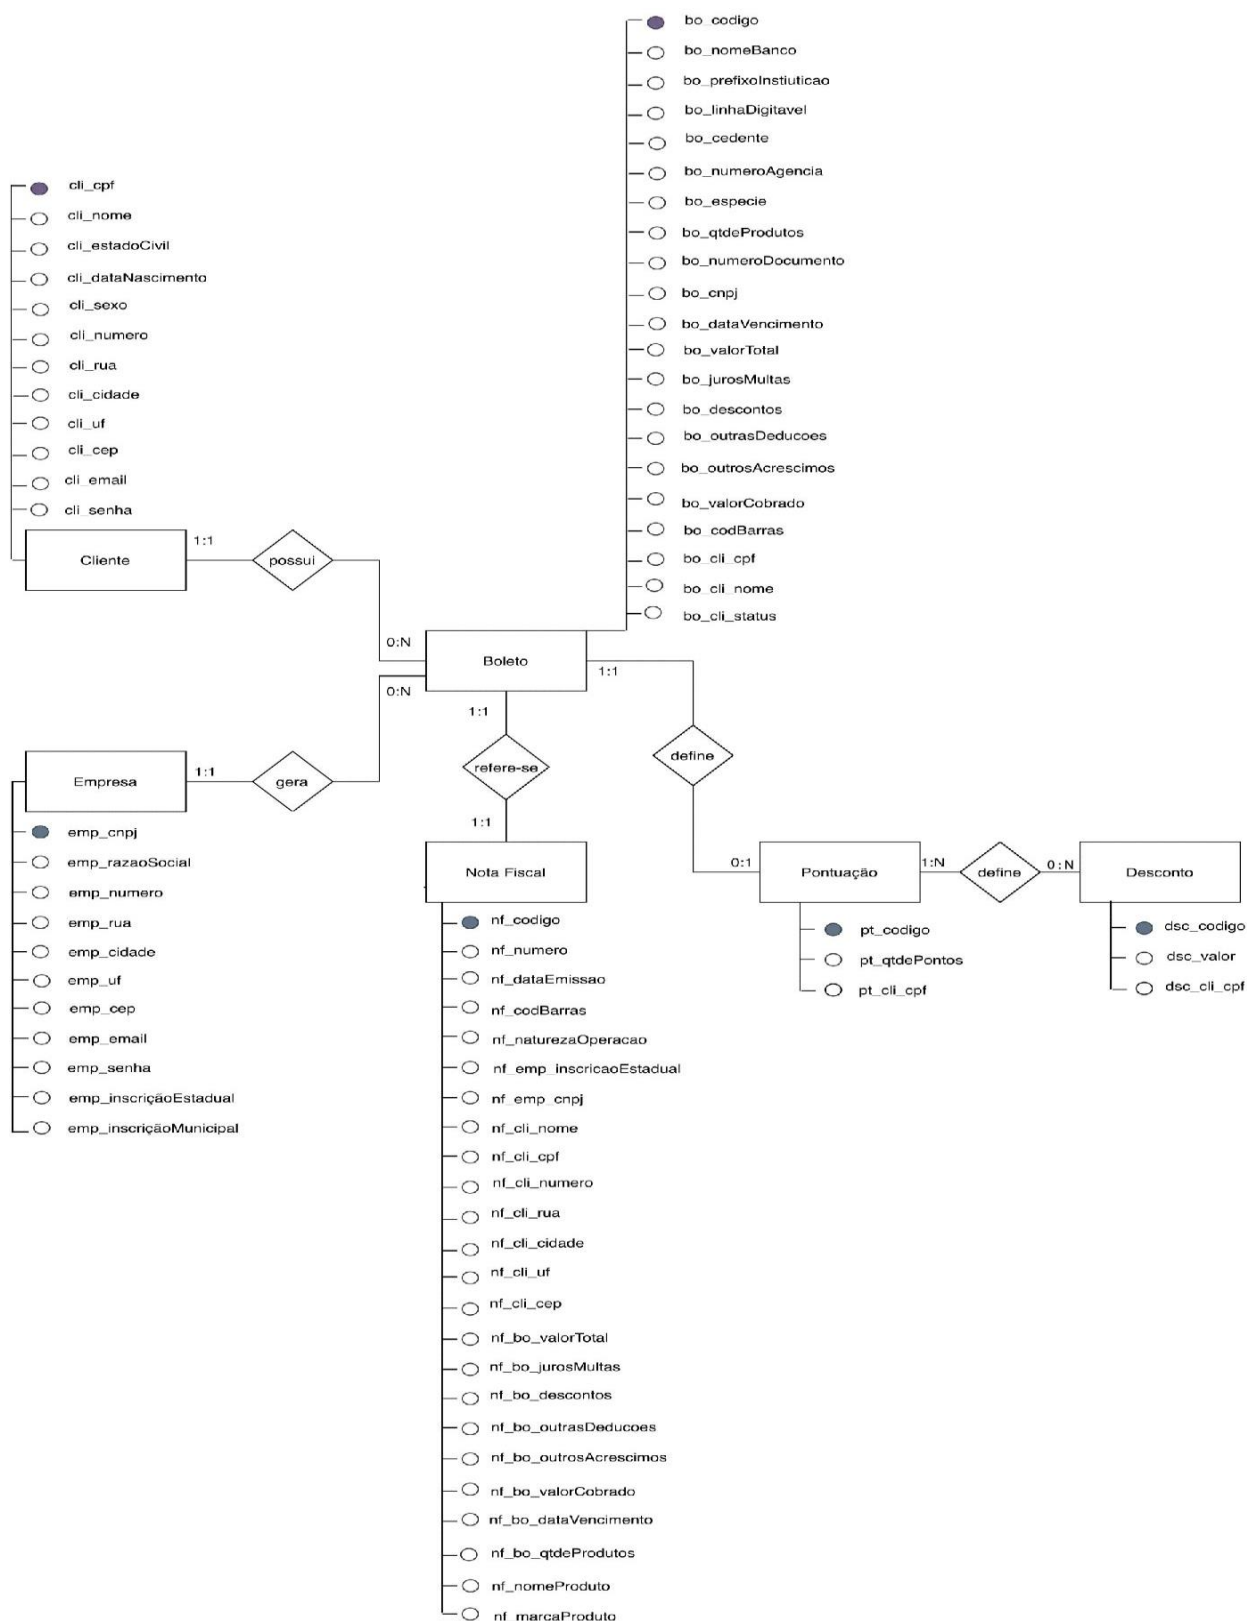 bo_codigo
bo_nomeBanco
bo_prefixoInstiuticao
bo_linhaDigitavel
bo_cedente
bo_numeroAgencia
bo_especie
bo_qtdeProdutos
bo_numeroDocumento
bo_cnpj
bo_dataVencimento
bo_valorTotal
bo_jurosMultas
bo_descontos
bo_outrasDeducoes
bo_outrosAcrescimos
bo_valorCobrado
bo_codBarras
bo_cli_cpf
bo_cli_nome
bo_cli_status
cli_cpf
cli_nome
cli_estadoCivil
cli_dataNascimento
cli_sexo
cli_numero
cli_rua
cli_cidade
cli_uf
cli_cep
cli_email
cli_senha
Cliente
1:1
possui
0:N
Boleto
1:1
0:N
1:1
Empresa
1:1
gera
refere-se
define
1:1
emp_cnpj
emp_razaoSocial
emp_numero
emp_rua
emp_cidade
emp_uf
emp_cep
emp_email
emp_senha
emp_inscriçãoEstadual
emp_inscriçãoMunicipal
Nota Fiscal
0:1
Pontuação
1:N
define
0:N
Desconto
nf_codigo
nf_numero
nf_dataEmissao
nf_codBarras
nf_naturezaOperacao
nf_emp_inscricaoEstadual
nf_emp_cnpj
nf_cli_nome
nf_cli_cpf
nf_cli_numero
nf_cli_rua
nf_cli_cidade
nf_cli_uf
nf_cli_cep
nf_bo_valorTotal
nf_bo_jurosMultas
nf_bo_descontos
nf_bo_outrasDeducoes
nf_bo_outrosAcrescimos
nf_bo_valorCobrado
nf_bo_dataVencimento
nf_bo_qtdeProdutos
nf_nomeProduto
nf_marcaProduto
pt_codigo
pt_qtdePontos
pt_cli_cpf
dsc_codigo
dsc_valor
dsc_cli_cpf